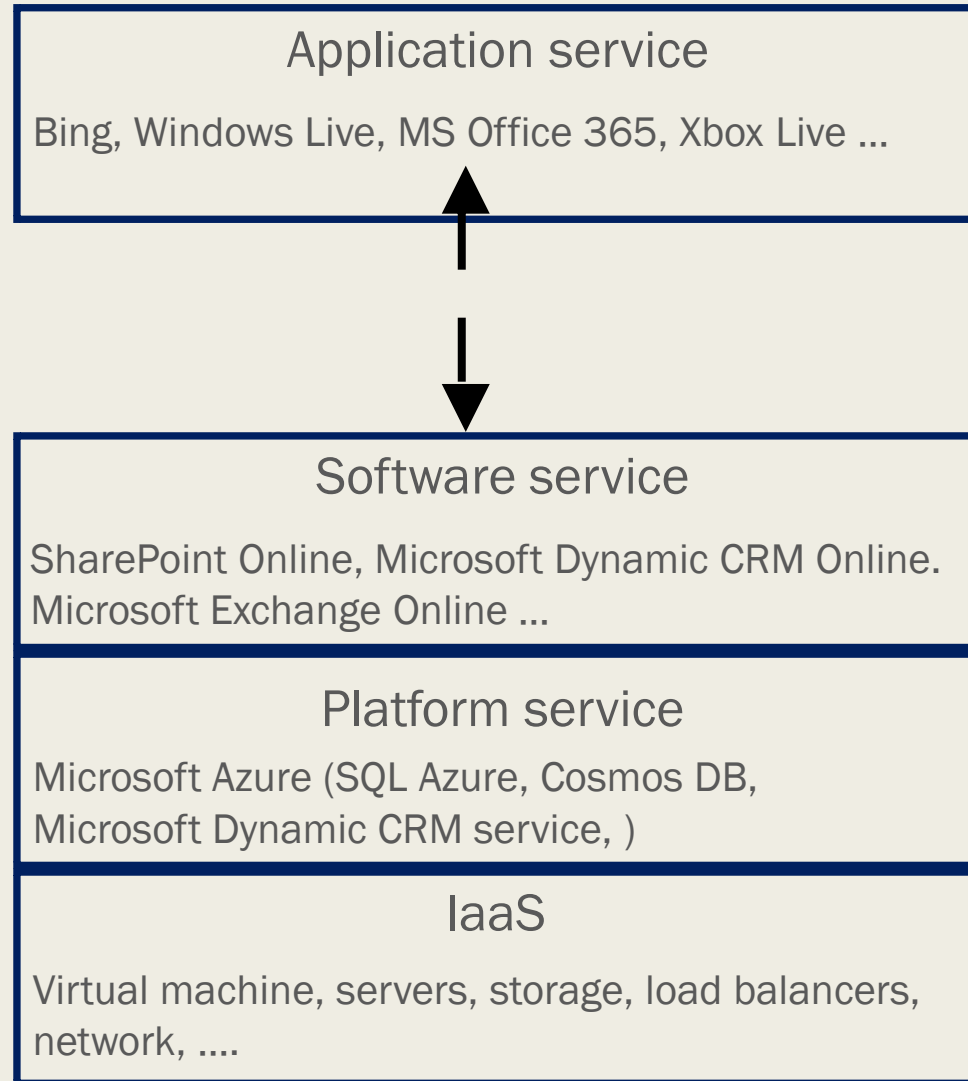 Application service
Bing, Windows Live, MS Office 365, Xbox Live ...
Software service
SharePoint Online, Microsoft Dynamic CRM Online.
Microsoft Exchange Online ...
Platform service
Microsoft Azure (SQL Azure, Cosmos DB,
Microsoft Dynamic CRM service, )
IaaS
Virtual machine, servers, storage, load balancers,
network, ....